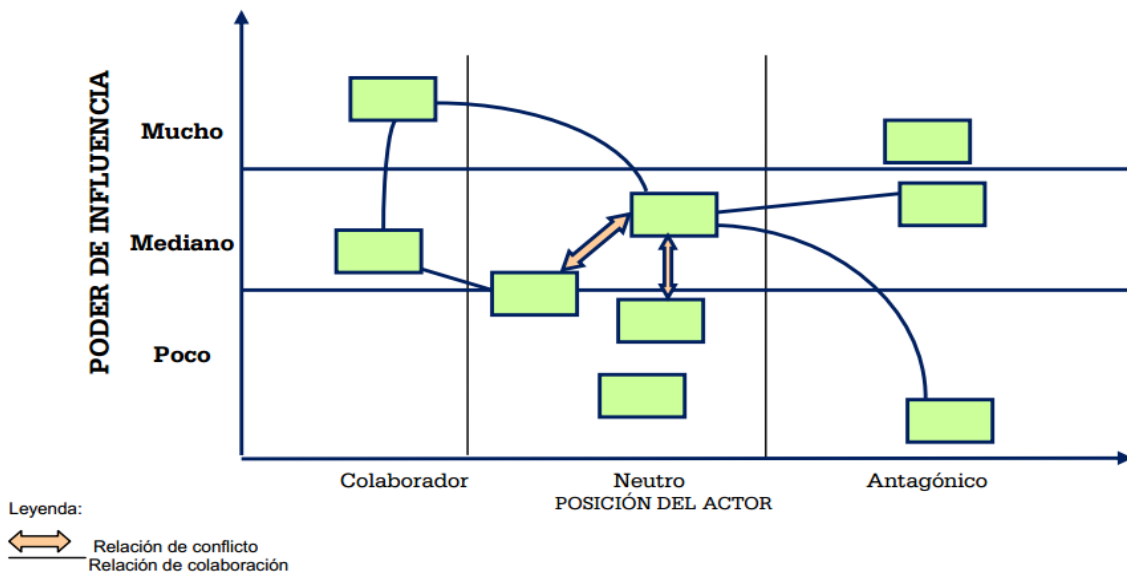 PODER DE INFLUENCIA
Mucho
Mediano
Poco
Colaborador
Neutro
Antagónico
POSICIÓN DEL ACTOR
Leyenda:
Relación de conflicto
Relación de colaboración